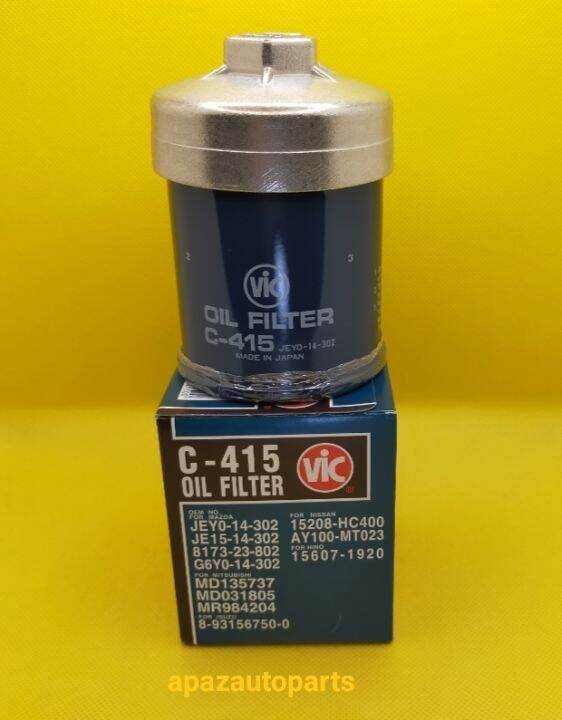 2
3
VIC
OIL FILTER
C-415 JEY0-14-302
MADE IN JAPAN
C-415
OIL FILTER
VIC
®
OEM NO.
FOR MAZDA
JEY0-14-302
JE15-14-302
8173-23-802
G6Y0-14-302
FOR MITSUBISHI
MD135737
MD031805
MR984204
FOR ISUZU
8-93156750-0
FOR NISSAN
15208-HC400
AY100-MT023
FOR HINO
15607-1920
apazautoparts